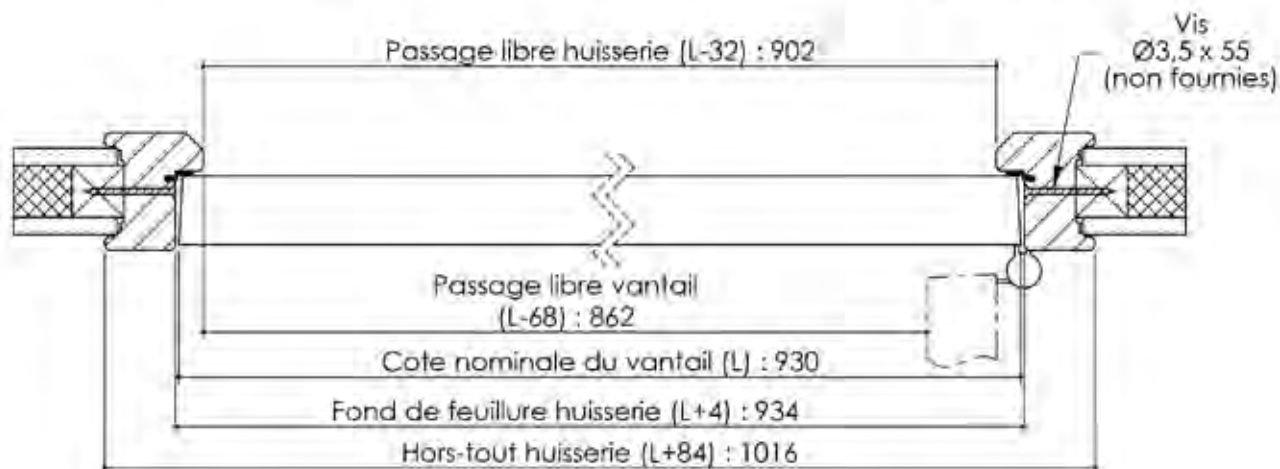 Vis
Ø3,5 x 55
(non fournies)
Passage libre huisserie (L-32) : 902
Passage libre vantail
(L-68) : 862
Cote nominale du vantail (L) : 930
Fond de feuillure huisserie (L+4) : 934
Hors-tout huisserie (L+84) : 1016